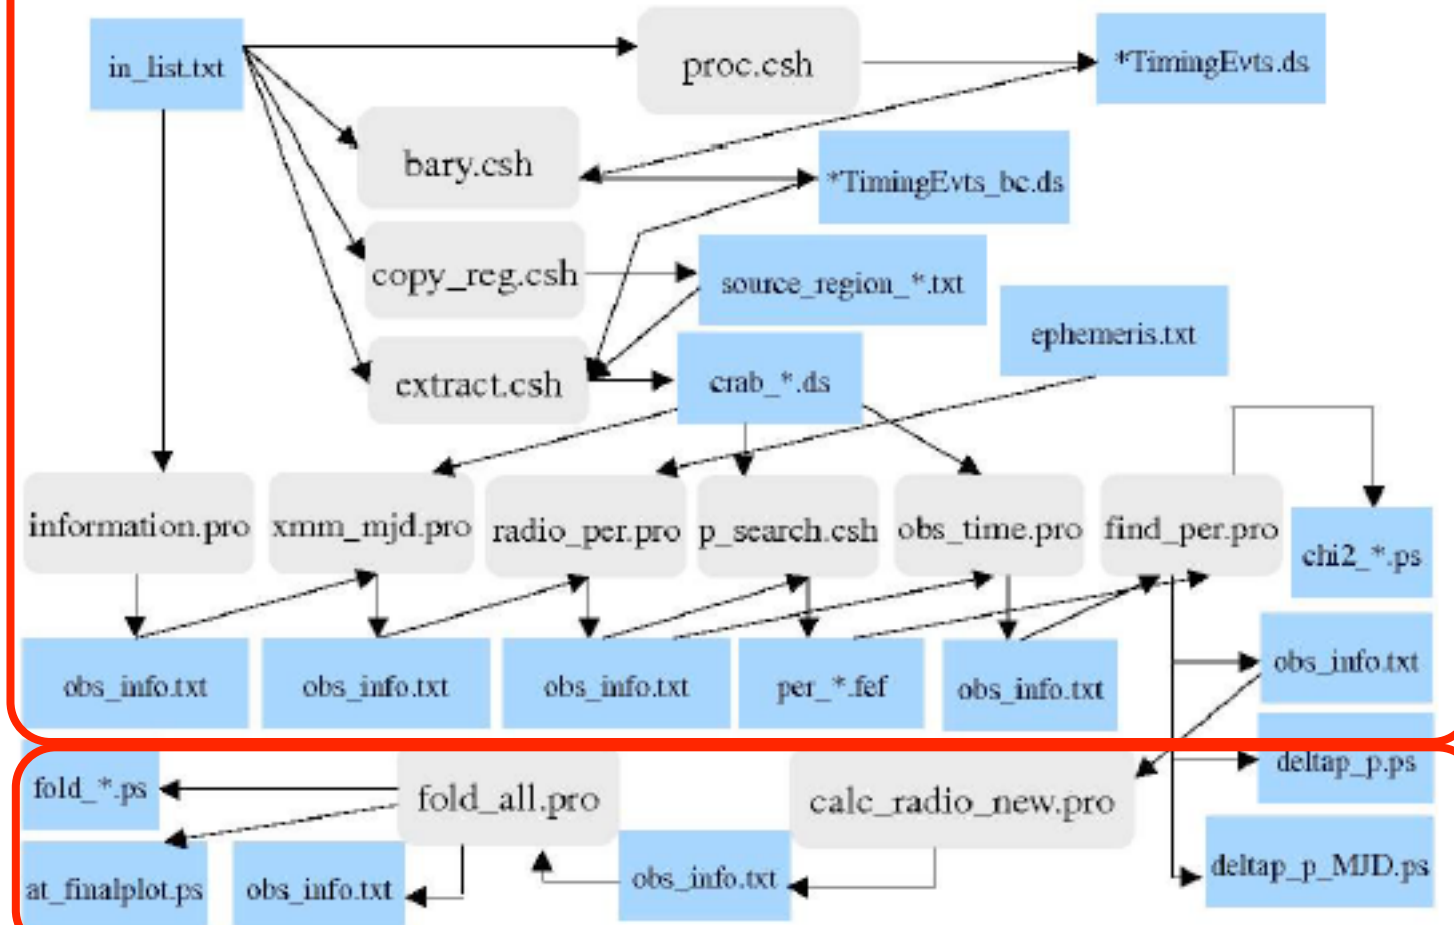 in_list.txt
proc.csh
*TimingEvts.ds
bary.csh
*TimingEvts_bc.ds
copy_reg.csh
source_region_*.txt
ephemeris.txt
extract.csh
crab_*.ds
information.pro
xmm_mjd.pro
radio_per.pro
p_search.csh
obs_time.pro
find_per.pro
chi2_*.ps
obs_info.txt
obs_info.txt
obs_info.txt
per_*.fef
obs_info.txt
obs_info.txt
deltap_p.ps
fold_*.ps
fold_all.pro
calc_radio_new.pro
deltap_p_MJD.ps
at_finalplot.ps
obs_info.txt
obs_info.txt